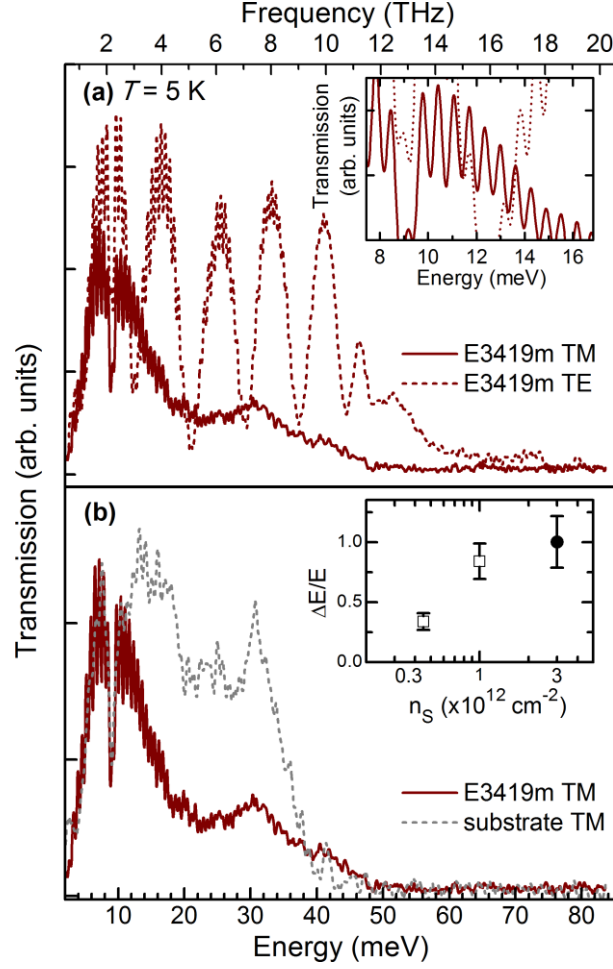 Frequency (THz)
2 4 6 8 10 12 14 16 18 20
(a) T = 5 K
Transmission
(arb. units)
8 10 12 14 16
Energy (meV)
E3419m TM
E3419m TE
Transmission (arb. units)
(b)
ΔE/E
1.0
0.5
0.0
0.3 1 3
nS (x10¹² cm⁻²)
E3419m TM
substrate TM
10 20 30 40 50 60 70 80
Energy (meV)